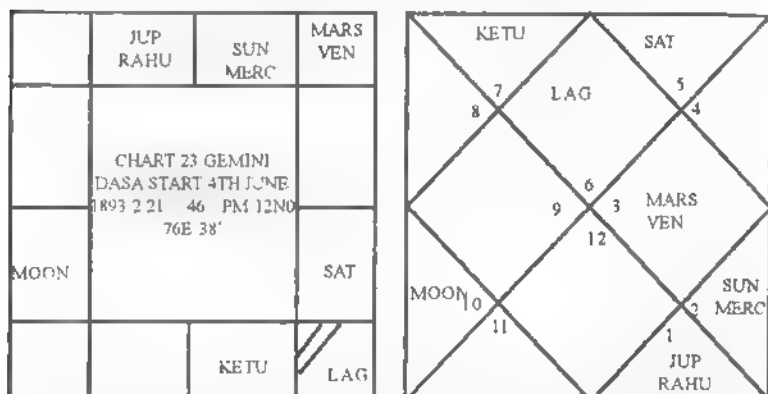 JUP
RAHU
SUN
MERC
MARS
VEN
CHART 23 GEMINI
DASA START 4TH JUNE
1893 2 21 46 PM 12N0
76E 38'
MOON
SAT
KETU
LAG
KETU
SAT
LAG
7
5
8
4
6
9
3
12
MARS
VEN
MOON
10
11
2
1
SUN
MERC
JUP
RAHU